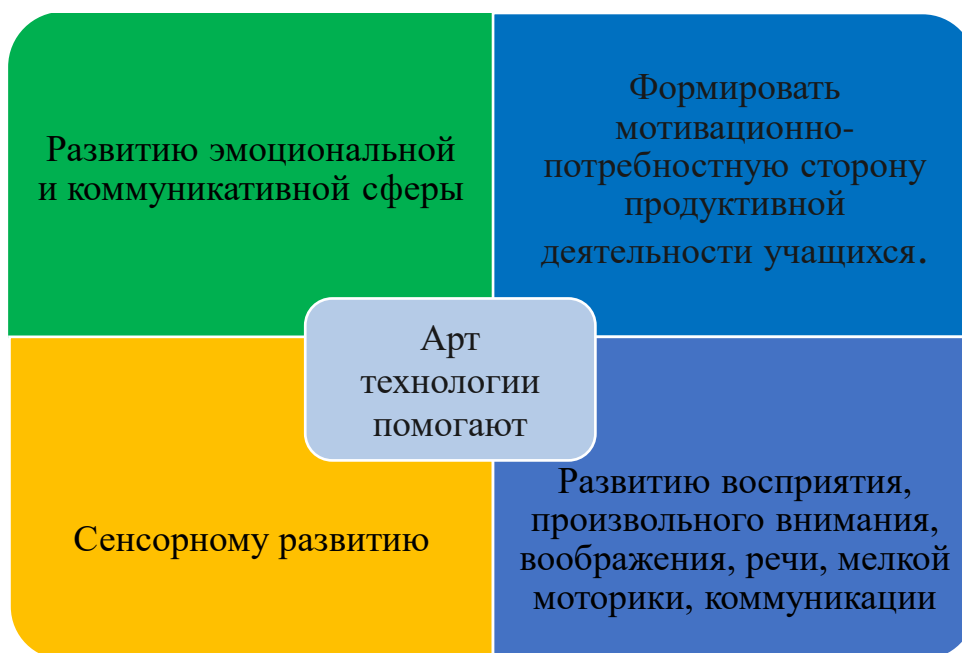 Развитию эмоциональной
и коммуникативной сферы
Формировать
мотивационно-
потребностную сторону
продуктивной
деятельности учащихся.
Арт
технологии
помогают
Сенсорному развитию
Развитию восприятия,
произвольного внимания,
воображения, речи, мелкой
моторики, коммуникации